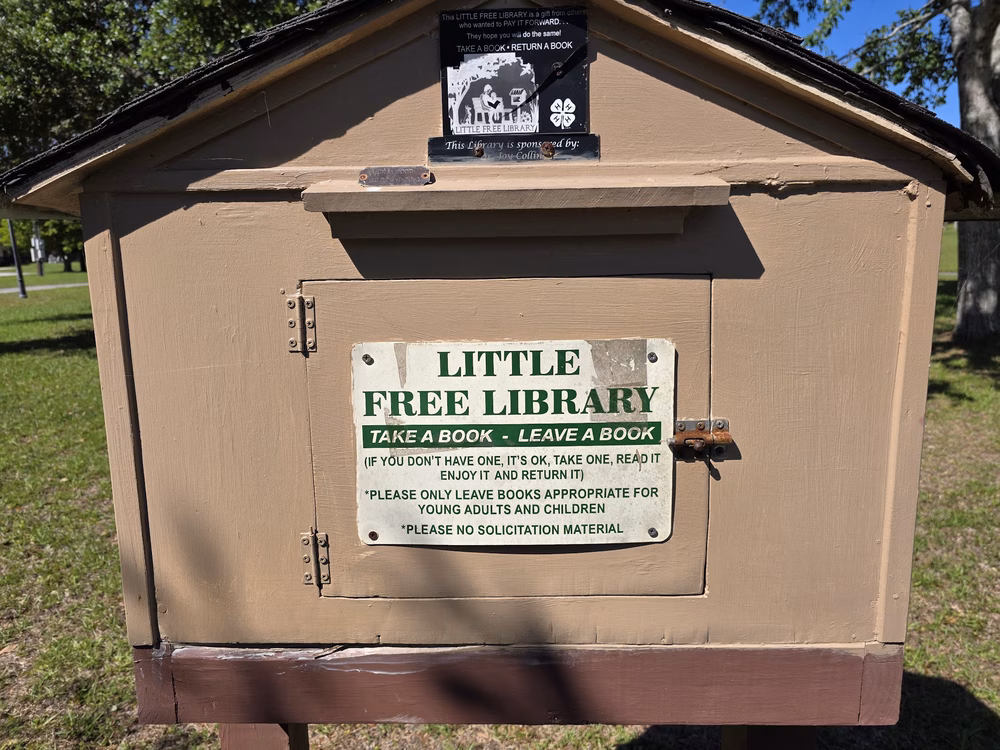 This LITTLE FREE LIBRARY is a gift from others
who wanted to PAY IT FORWARD. . .
They hope you will do the same!
TAKE A BOOK • RETURN A BOOK
LITTLE FREE LIBRARY
This Library is sponsored by:
Joy Collin
LITTLE
FREE LIBRARY
TAKE A BOOK - LEAVE A BOOK
(IF YOU DON'T HAVE ONE, IT'S OK, TAKE ONE, READ IT
ENJOY IT AND RETURN IT)
*PLEASE ONLY LEAVE BOOKS APPROPRIATE FOR
YOUNG ADULTS AND CHILDREN
*PLEASE NO SOLICITATION MATERIAL